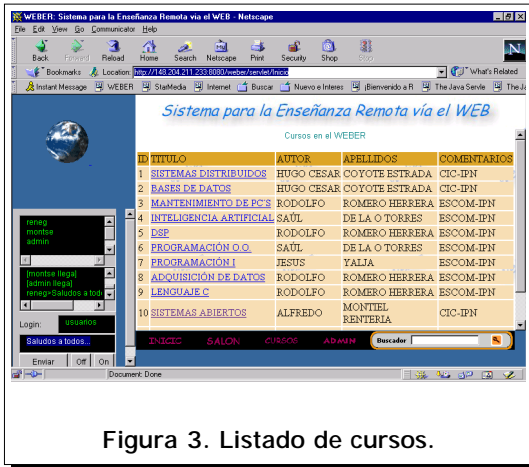 WEBER: Sistema para la Enseñanza Remota via el WEB - Netscape
File Edit View Go Communicator Help
Back Forward Reload Home Search Netscape Print Security Shop Stop
Bookmarks Location: http://148.204.211.233:8080/weber/servlet/Inicio What's Related
Instant Message WEBER StarMedia Internet Buscar Nuevo e Interes ¡Bienvenido a R The Java Servle The Ja
Sistema para la Enseñanza Remota vía el WEB
Cursos en el WEBER
ID TITULO AUTOR APELLIDOS COMENTARIOS
1 SISTEMAS DISTRIBUIDOS HUGO CESAR COYOTE ESTRADA CIC-IPN
2 BASES DE DATOS HUGO CESAR COYOTE ESTRADA CIC-IPN
3 MANTENIMIENTO DE PC'S RODOLFO ROMERO HERRERA ESCOM-IPN
4 INTELIGENCIA ARTIFICIAL SAÚL DE LA O TORRES ESCOM-IPN
5 DSP RODOLFO ROMERO HERRERA ESCOM-IPN
6 PROGRAMACIÓN O.O. SAÚL DE LA O TORRES ESCOM-IPN
7 PROGRAMACIÓN I JESUS YALJA ESCOM-IPN
8 ADQUISICIÓN DE DATOS RODOLFO ROMERO HERRERA ESCOM-IPN
9 LENGUAJE C RODOLFO ROMERO HERRERA ESCOM-IPN
10 SISTEMAS ABIERTOS ALFREDO MONTIEL RENTERIA CIC-IPN
reneg
montse
admin
[montse llega]
[admin llega]
reneg>Saludos a tod
Login: usuarios
Saludos a todos...
Enviar Off On
INICIO SALON CURSOS ADMIN Buscador
Document: Done
Figura 3. Listado de cursos.